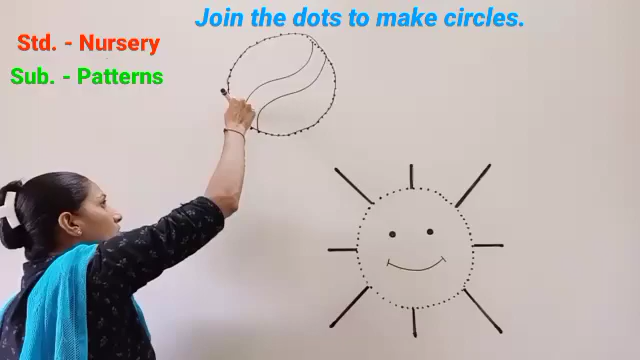 Join the dots to make circles.
Std. - Nursery
Sub. - Patterns